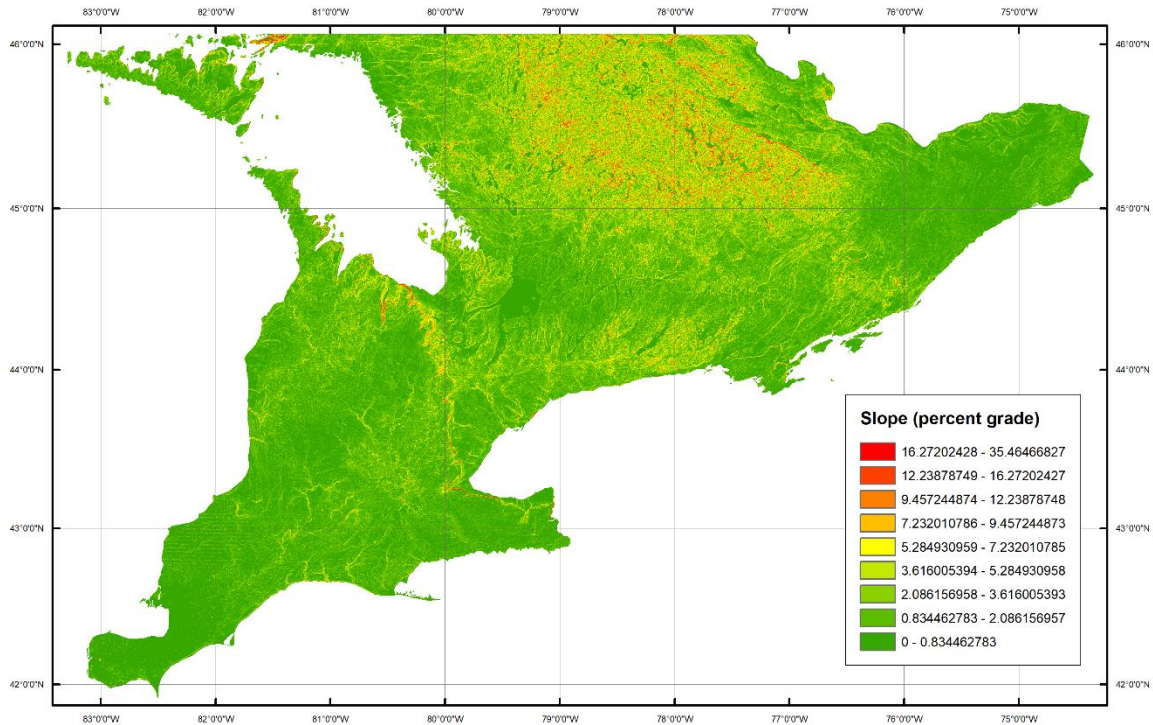 83°0'0"W 82°0'0"W 81°0'0"W 80°0'0"W 79°0'0"W 78°0'0"W 77°0'0"W 76°0'0"W 75°0'0"W
46°0'0"N 46°0'0"N
45°0'0"N 45°0'0"N
44°0'0"N 44°0'0"N
Slope (percent grade)
16.27202428 - 35.46466827
12.23878749 - 16.27202427
9.457244874 - 12.23878748
7.232010786 - 9.457244873
5.284930959 - 7.232010785
3.616005394 - 5.284930958
2.086156958 - 3.616005393
0.834462783 - 2.086156957
0 - 0.834462783
43°0'0"N 43°0'0"N
42°0'0"N 42°0'0"N
83°0'0"W 82°0'0"W 81°0'0"W 80°0'0"W 79°0'0"W 78°0'0"W 77°0'0"W 76°0'0"W 75°0'0"W